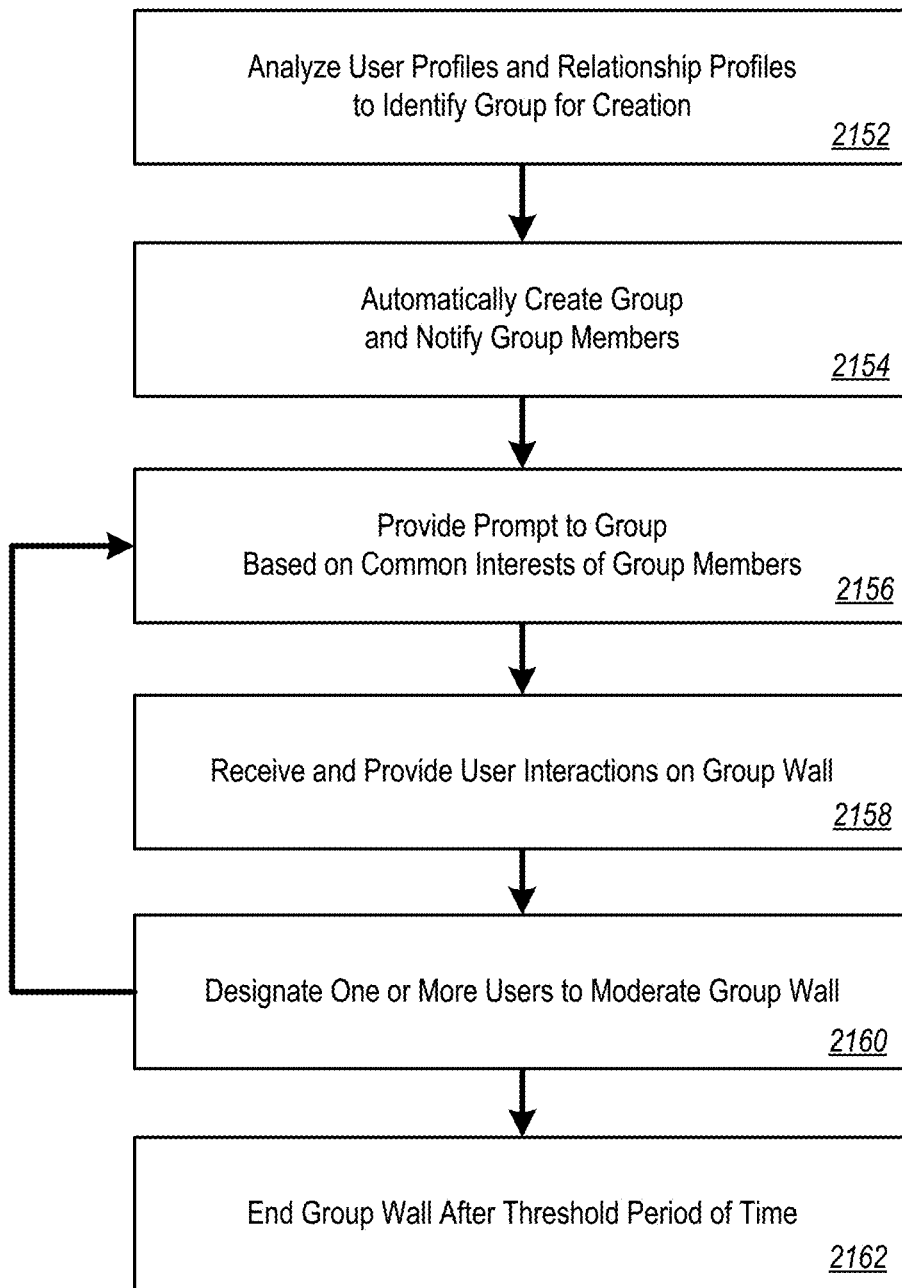 Analyze User Profiles and Relationship Profiles
to Identify Group for Creation
2152
Automatically Create Group
and Notify Group Members
2154
Provide Prompt to Group
Based on Common Interests of Group Members
2156
Receive and Provide User Interactions on Group Wall
2158
Designate One or More Users to Moderate Group Wall
2160
End Group Wall After Threshold Period of Time
2162